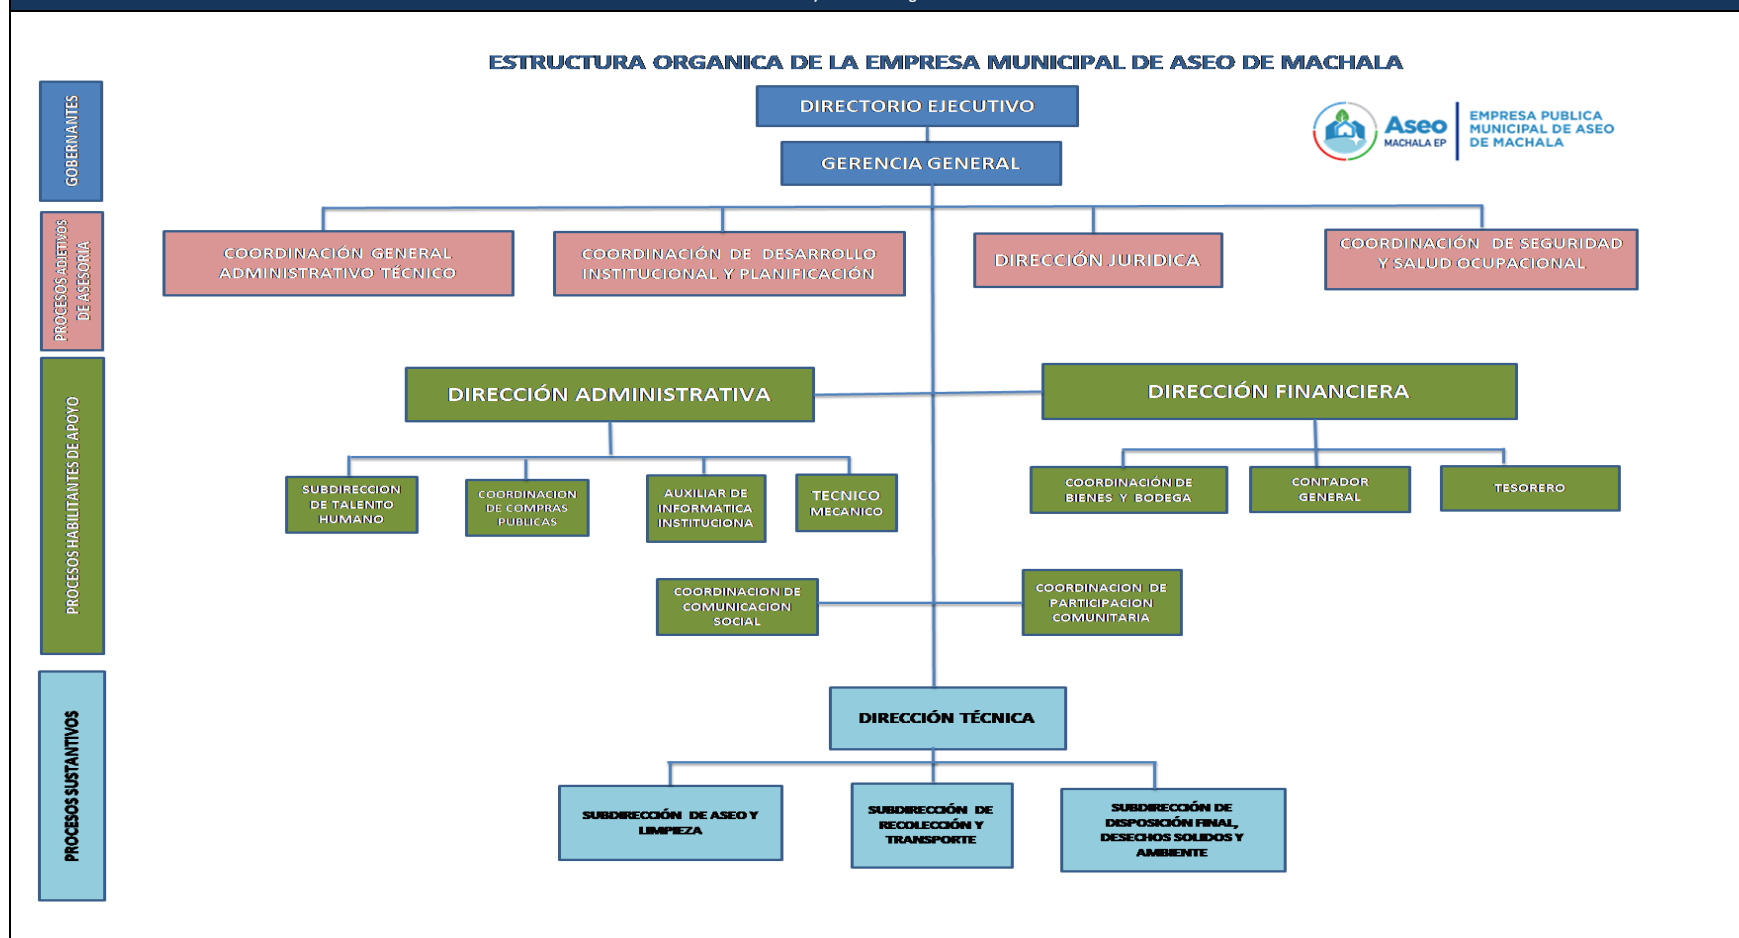 ESTRUCTURA ORGANICA DE LA EMPRESA MUNICIPAL DE ASEO DE MACHALA
GOBERNANTES
DIRECTORIO EJECUTIVO
GERENCIA GENERAL
Aseo
MACHALA EP
EMPRESA PUBLICA
MUNICIPAL DE ASEO
DE MACHALA
PROCESOS ADJETIVOS
DE ASESORIA
COORDINACIÓN GENERAL
ADMINISTRATIVO TÉCNICO
COORDINACIÓN DE DESARROLLO
INSTITUCIONAL Y PLANIFICACIÓN
DIRECCIÓN JURIDICA
COORDINACIÓN DE SEGURIDAD
Y SALUD OCUPACIONAL
PROCESOS HABILITANTES DE APOYO
DIRECCIÓN ADMINISTRATIVA
DIRECCIÓN FINANCIERA
SUBDIRECCION
DE TALENTO
HUMANO
COORDINACION
DE COMPRAS
PUBLICAS
AUXILIAR DE
INFORMATICA
INSTITUCIONA
TECNICO
MECANICO
COORDINACIÓN DE
BIENES Y BODEGA
CONTADOR
GENERAL
TESORERO
COORDINACION DE
COMUNICACION
SOCIAL
COORDINACION DE
PARTICIPACION
COMUNITARIA
PROCESOS SUSTANTIVOS
DIRECCIÓN TÉCNICA
SUBDIRECCIÓN DE ASEO Y
LIMPIEZA
SUBDIRECCIÓN DE
RECOLECCIÓN Y
TRANSPORTE
SUBDIRECCIÓN DE
DISPOSICIÓN FINAL,
DESECHOS SOLIDOS Y
AMBIENTE